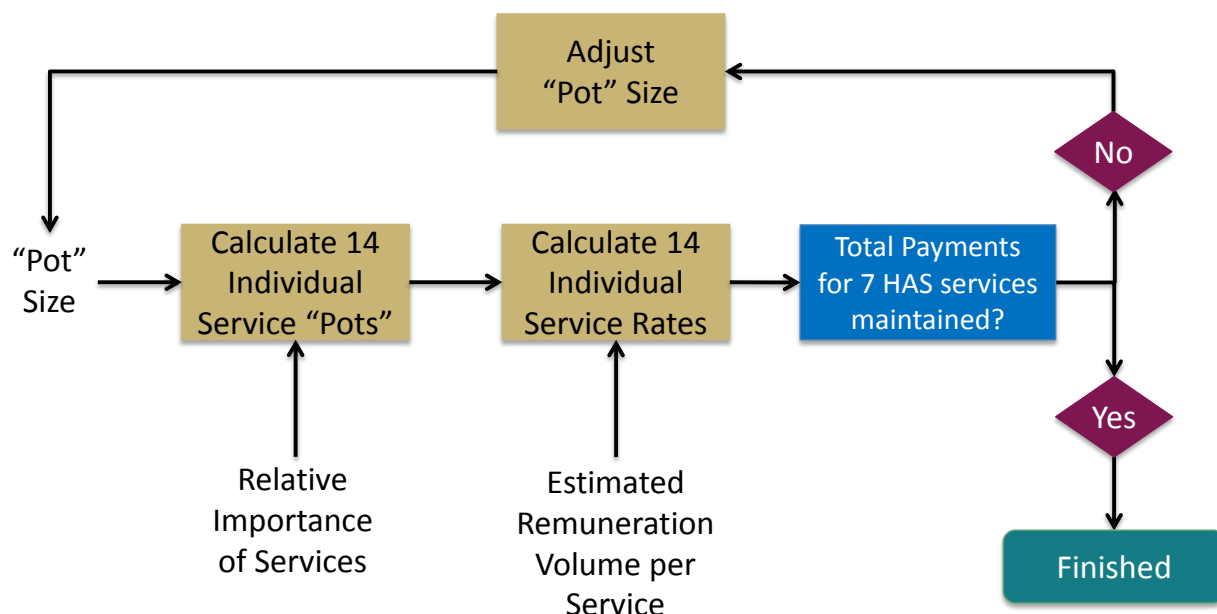 Adjust
“Pot” Size
No
“Pot”
Size
Calculate 14
Individual
Service “Pots”
Calculate 14
Individual
Service Rates
Total Payments
for 7 HAS services
maintained?
Yes
Relative
Importance
of Services
Estimated
Remuneration
Volume per
Service
Finished